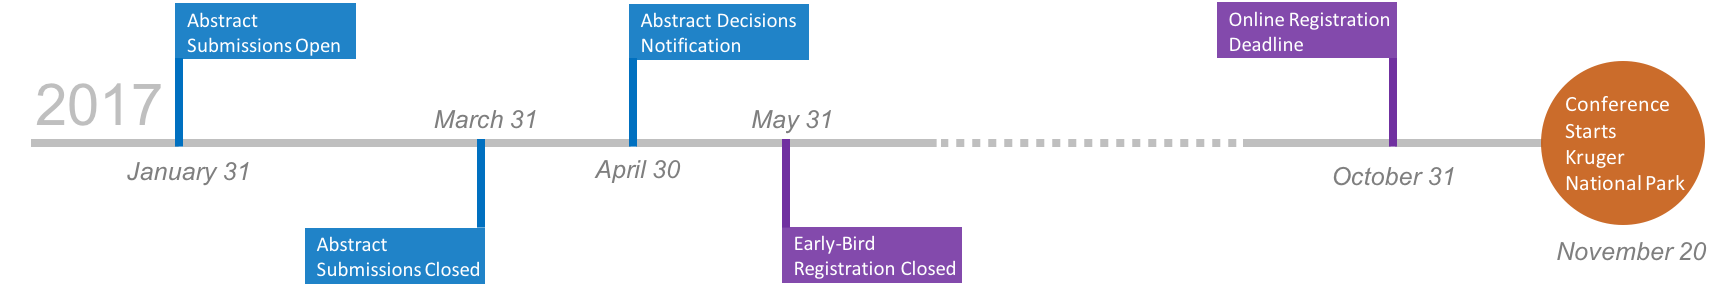 Abstract
Submissions Open
Abstract Decisions
Notification
Online Registration
Deadline
2017
March 31
May 31
Conference
Starts
Kruger
National Park
January 31
April 30
October 31
Abstract
Submissions Closed
Early-Bird
Registration Closed
November 20